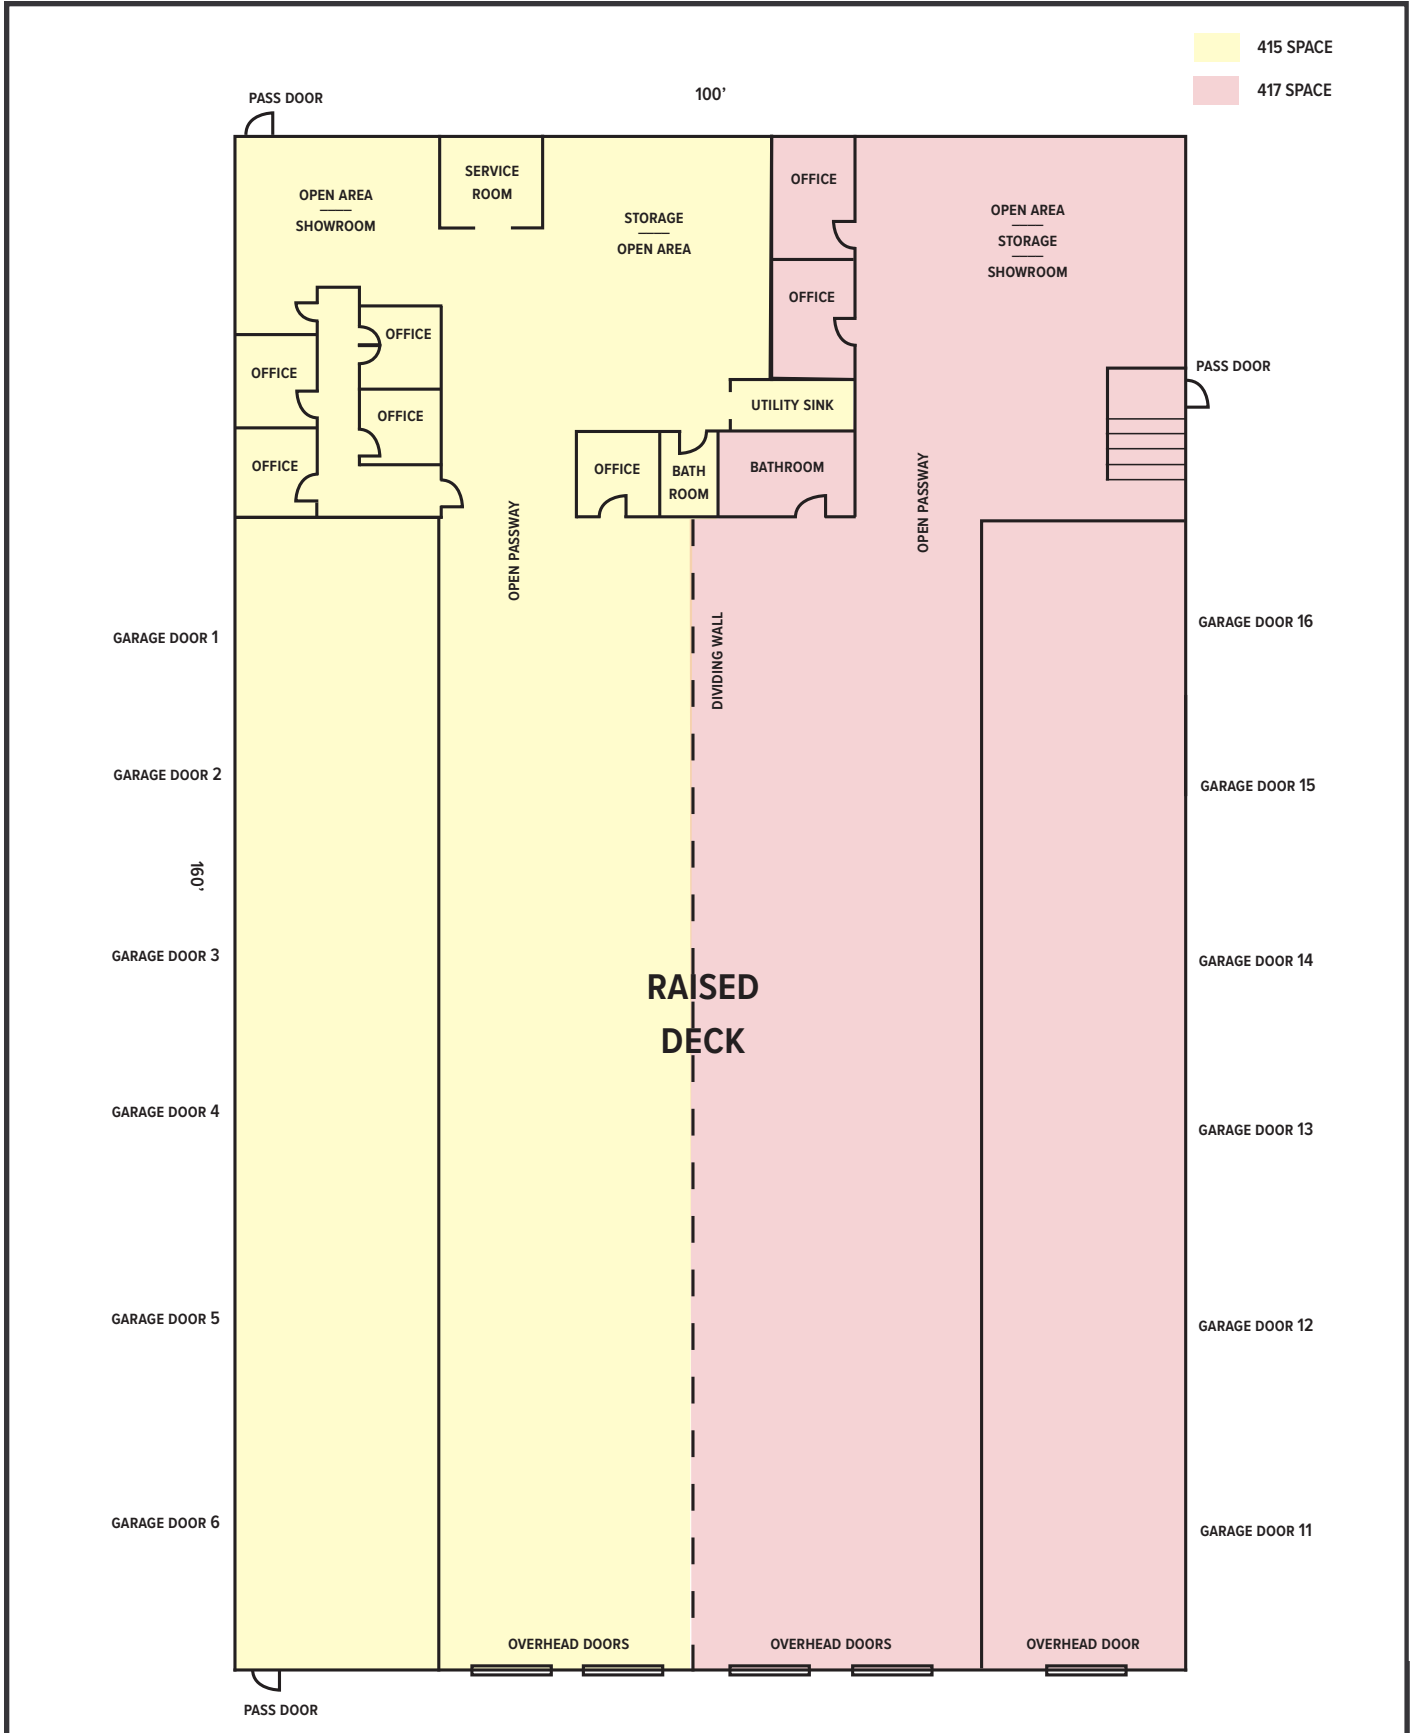 415 SPACE
417 SPACE
100'
PASS DOOR
OPEN AREA
SHOWROOM
SERVICE
ROOM
STORAGE
OPEN AREA
OFFICE
OPEN AREA
STORAGE
SHOWROOM
OFFICE
OFFICE
OFFICE
PASS DOOR
OFFICE
OFFICE
UTILITY SINK
OFFICE
BATH
ROOM
BATHROOM
OPEN PASSWAY
OPEN PASSWAY
DIVIDING WALL
GARAGE DOOR 1
GARAGE DOOR 16
GARAGE DOOR 2
GARAGE DOOR 15
160'
GARAGE DOOR 3
GARAGE DOOR 14
RAISED
DECK
GARAGE DOOR 4
GARAGE DOOR 13
GARAGE DOOR 5
GARAGE DOOR 12
GARAGE DOOR 6
GARAGE DOOR 11
OVERHEAD DOORS
OVERHEAD DOORS
OVERHEAD DOOR
PASS DOOR